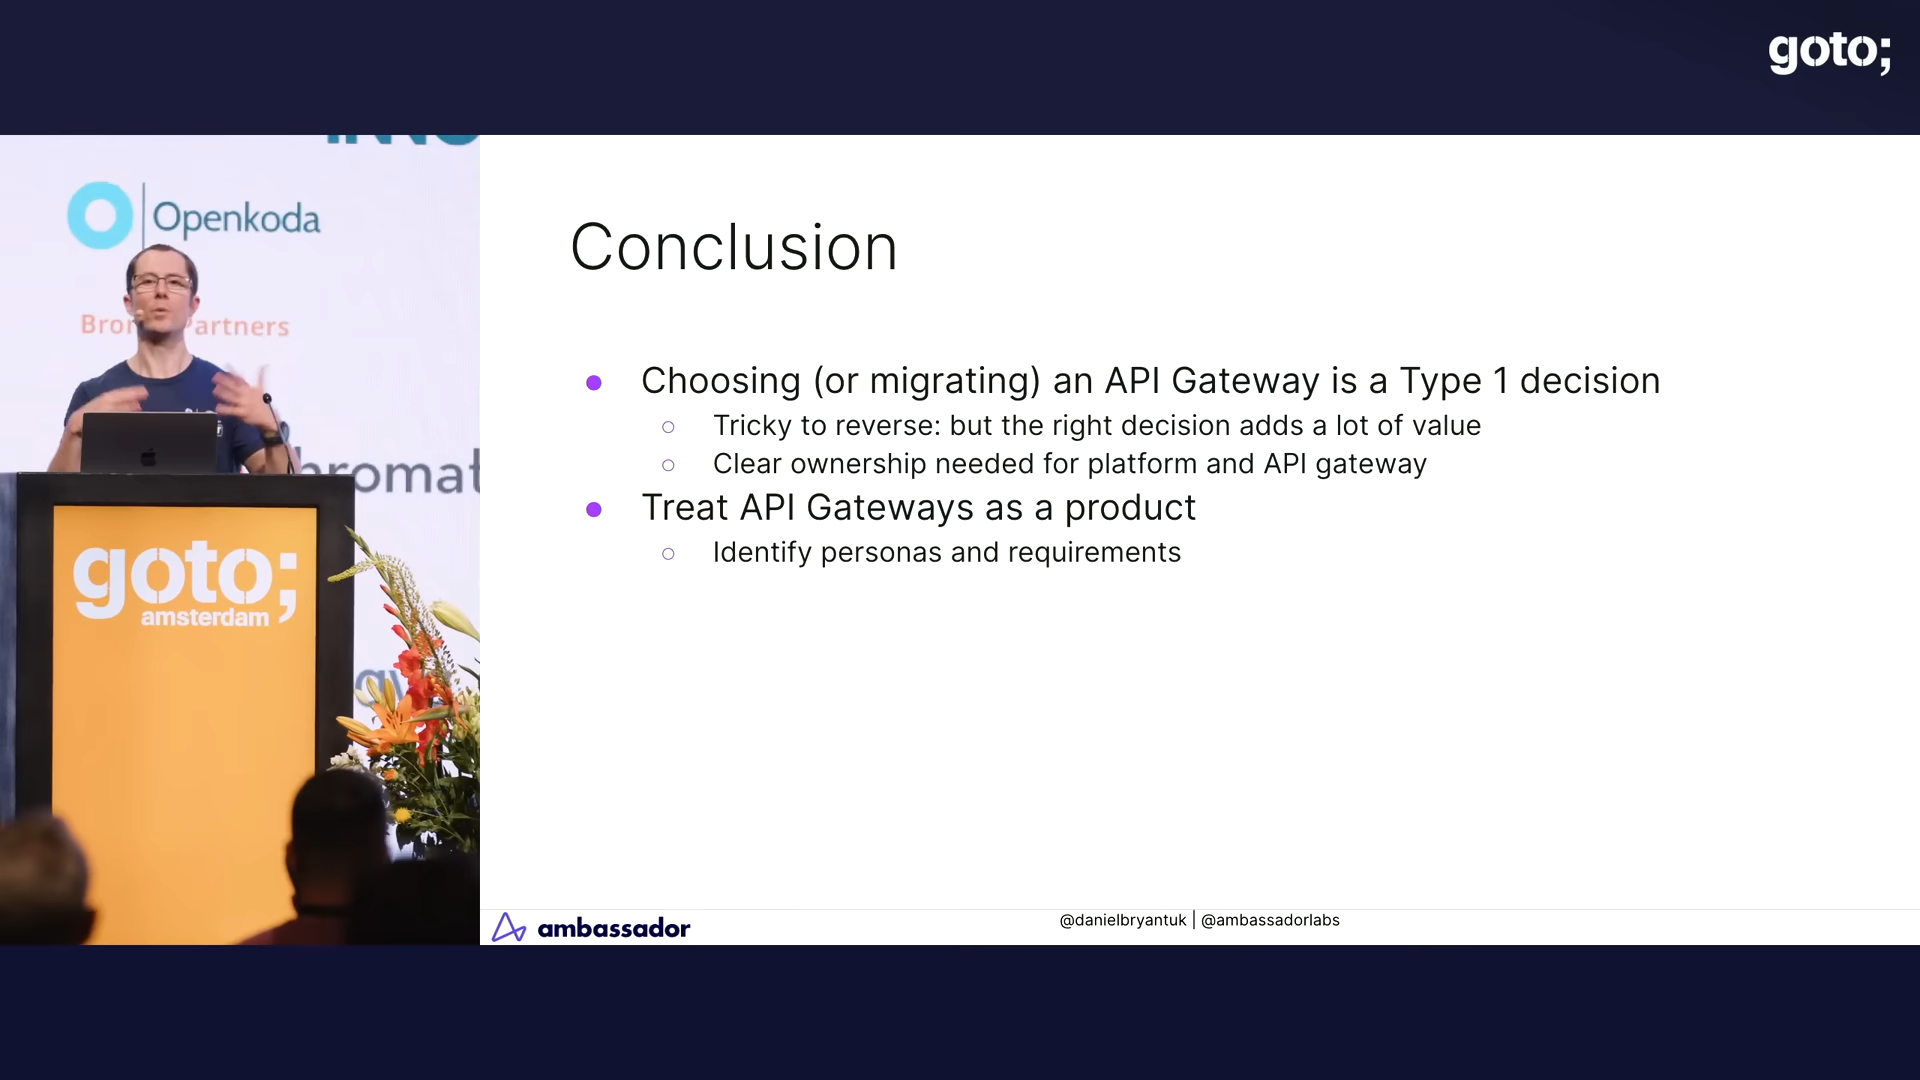 goto;
Openkoda
Partners
goto;
amsterdam
Conclusion
Choosing (or migrating) an API Gateway is a Type 1 decision
Tricky to reverse: but the right decision adds a lot of value
Clear ownership needed for platform and API gateway
Treat API Gateways as a product
Identify personas and requirements
ambassador
@danielbryantuk | @ambassadorlabs